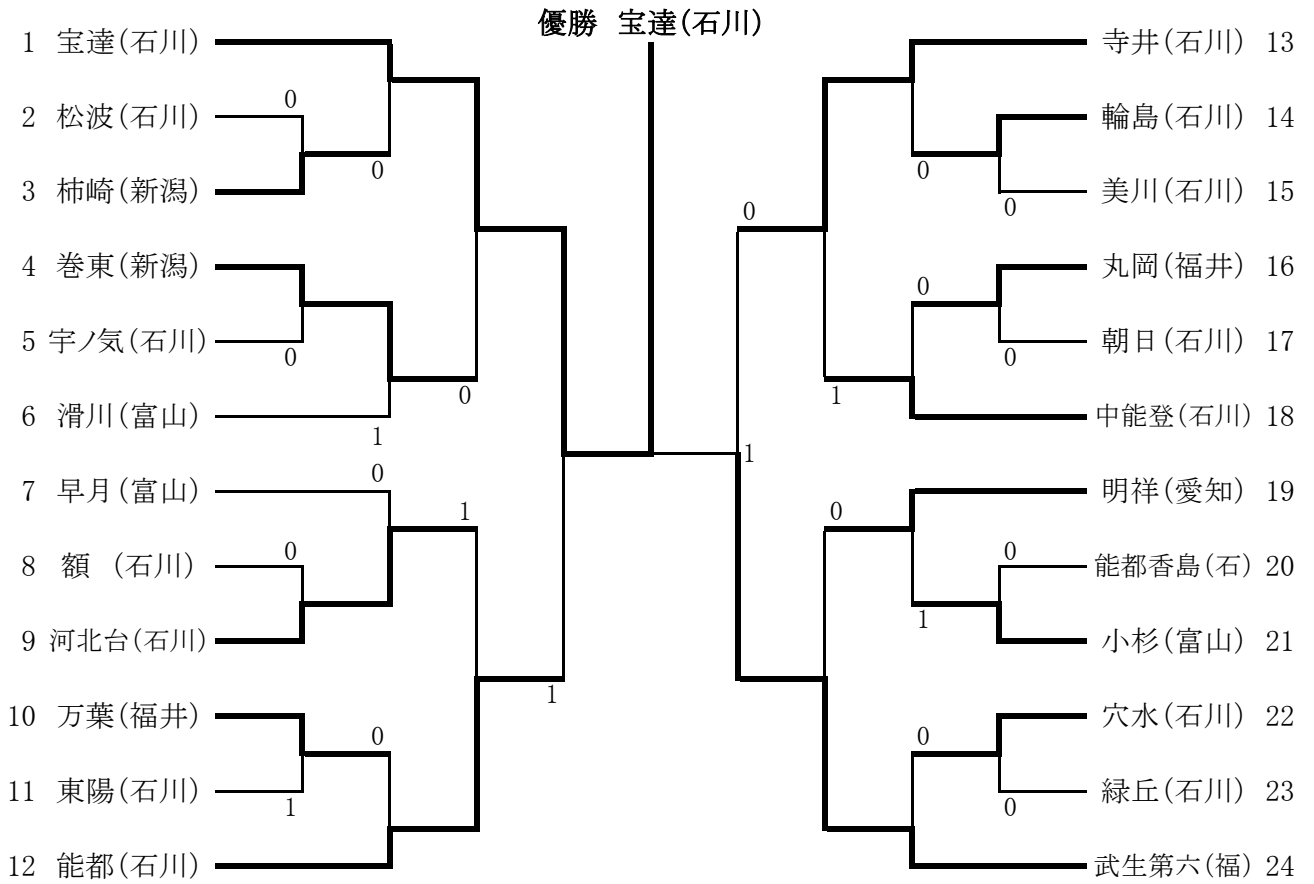 優勝 宝達(石川)
1 宝達(石川)
0
2 松波(石川)
0
3 柿崎(新潟)
4 巻東(新潟)
5 宇ノ気(石川)
0
0
6 滑川(富山)
1
0
7 早月(富山)
1
0
8 額 (石川)
9 河北台(石川)
1
10 万葉(福井)
0
11 東陽(石川)
1
12 能都(石川)
寺井(石川) 13
輪島(石川) 14
0
美川(石川) 15
0
0
丸岡(福井) 16
0
朝日(石川) 17
0
1
中能登(石川) 18
1
明祥(愛知) 19
0
0
能都香島(石) 20
1
小杉(富山) 21
穴水(石川) 22
0
緑丘(石川) 23
0
武生第六(福) 24